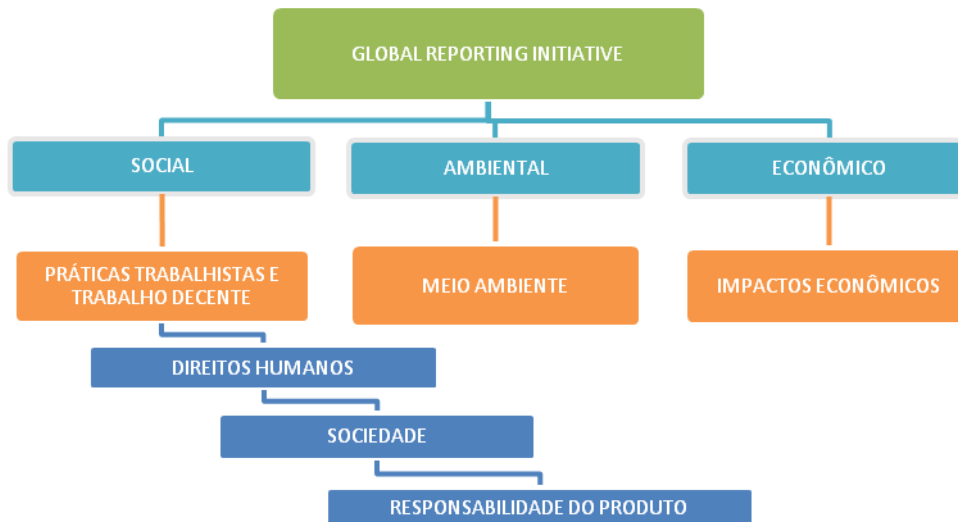 GLOBAL REPORTING INITIATIVE
SOCIAL
AMBIENTAL
ECONÔMICO
PRÁTICAS TRABALHISTAS E
TRABALHO DECENTE
MEIO AMBIENTE
IMPACTOS ECONÔMICOS
DIREITOS HUMANOS
SOCIEDADE
RESPONSABILIDADE DO PRODUTO